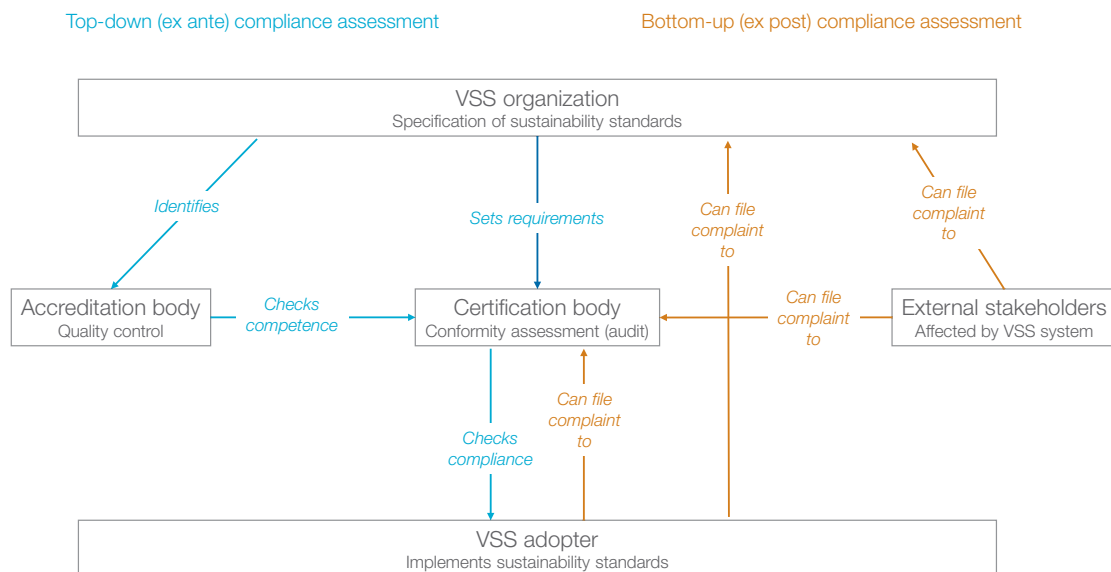 Top-down (ex ante) compliance assessment
Bottom-up (ex post) compliance assessment
VSS organization
Specification of sustainability standards
Identifies
Sets requirements
Can file
complaint
to
Can file
complaint
to
Accreditation body
Quality control
Checks
competence
Certification body
Conformity assessment (audit)
Can file
complaint
to
External stakeholders
Affected by VSS system
Checks
compliance
Can file
complaint
to
VSS adopter
Implements sustainability standards